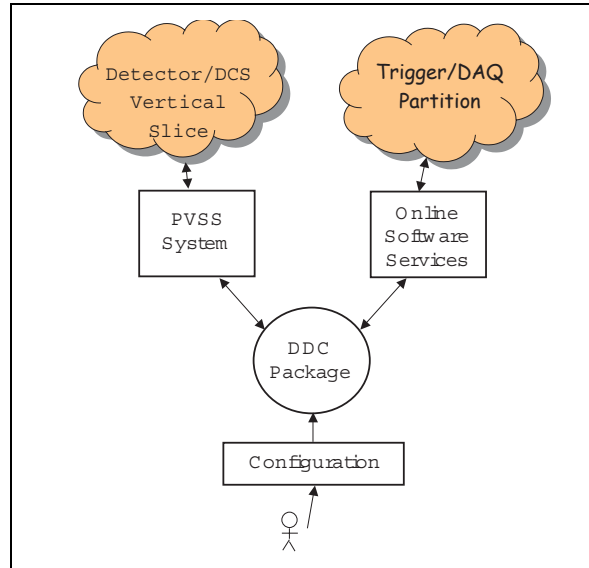 Detector/DCS
Vertical
Slice
Trigger/DAQ
Partition
PVSS
System
Online
Software
Services
DDC
Package
Configuration